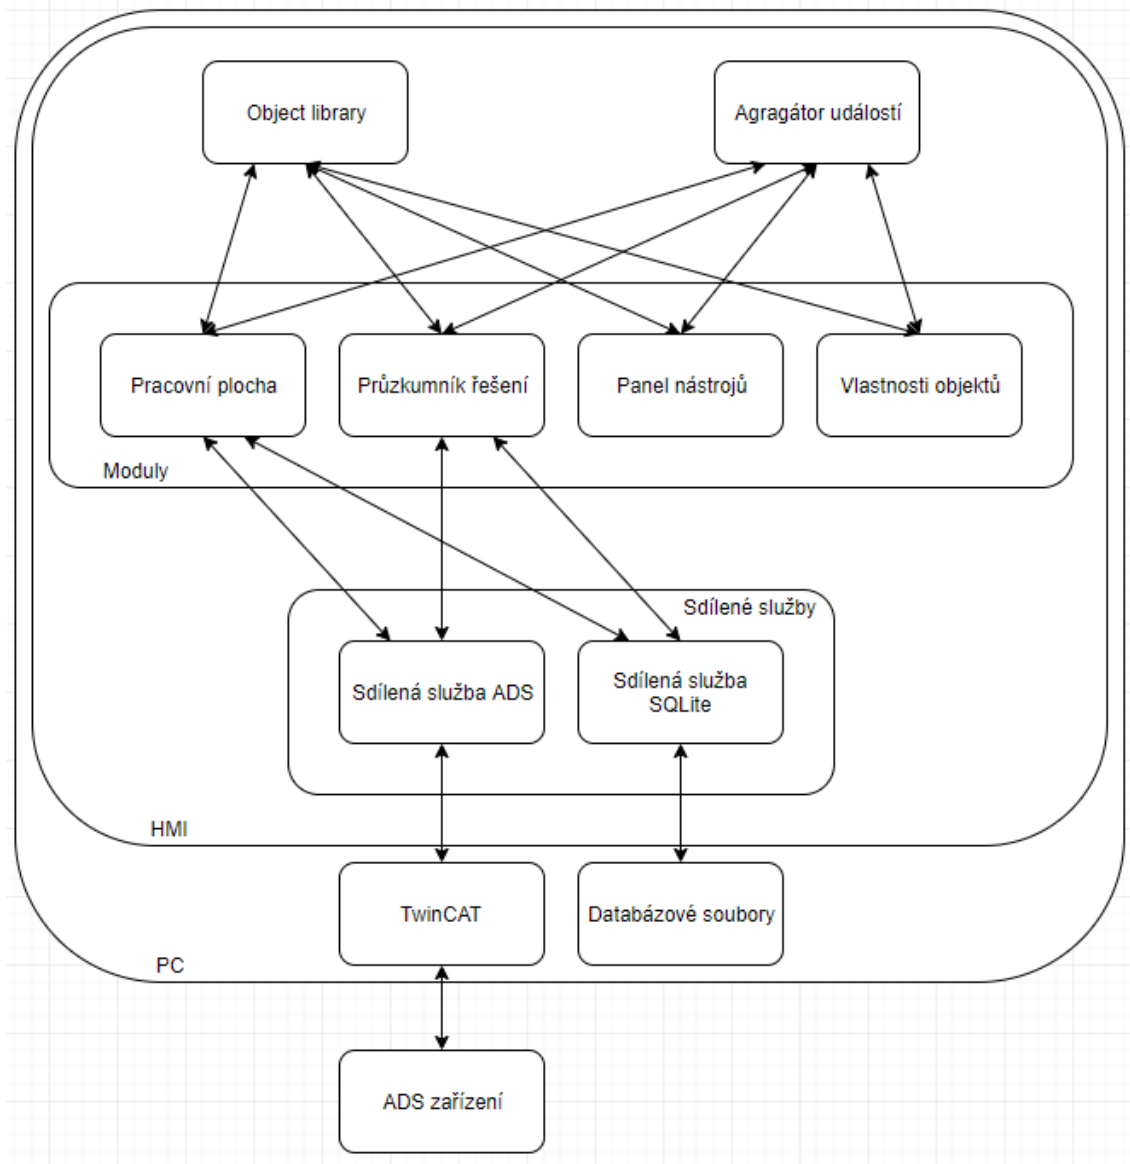 Object library
Agragátor událostí
Pracovní plocha
Průzkumník řešení
Panel nástrojů
Vlastnosti objektů
Moduly
Sdílené služby
Sdílená služba ADS
Sdílená služba
SQLite
HMI
TwinCAT
Databázové soubory
PC
ADS zařízení